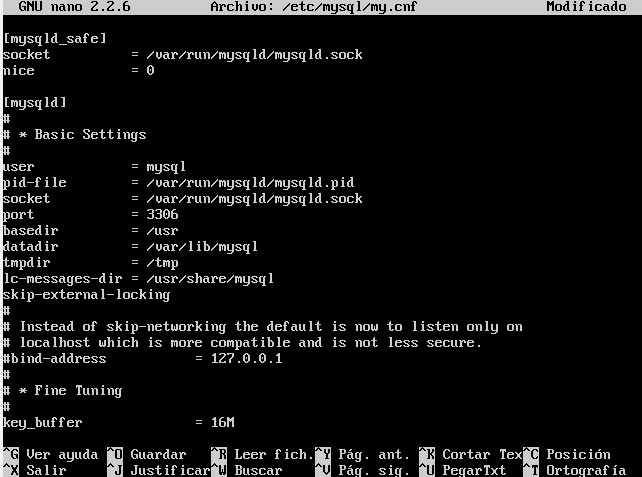 GNU nano 2.2.6 Archivo: /etc/mysql/my.cnf Modificado
[mysqld_safe]
socket = /var/run/mysqld/mysqld.sock
nice = 0
[mysqld]
#
# * Basic Settings
#
user = mysql
pid-file = /var/run/mysqld/mysqld.pid
socket = /var/run/mysqld/mysqld.sock
port = 3306
basedir = /usr
datadir = /var/lib/mysql
tmpdir = /tmp
lc-messages-dir = /usr/share/mysql
skip-external-locking
#
# Instead of skip-networking the default is now to listen only on
# localhost which is more compatible and is not less secure.
#bind-address = 127.0.0.1
#
# * Fine Tuning
#
key_buffer = 16M
^G Ver ayuda ^O Guardar ^R Leer fich. ^Y Pág. ant. ^K Cortar Tex ^C Posición
^X Salir ^J Justificar ^W Buscar ^V Pág. sig. ^U PegarTxt ^T Ortografía